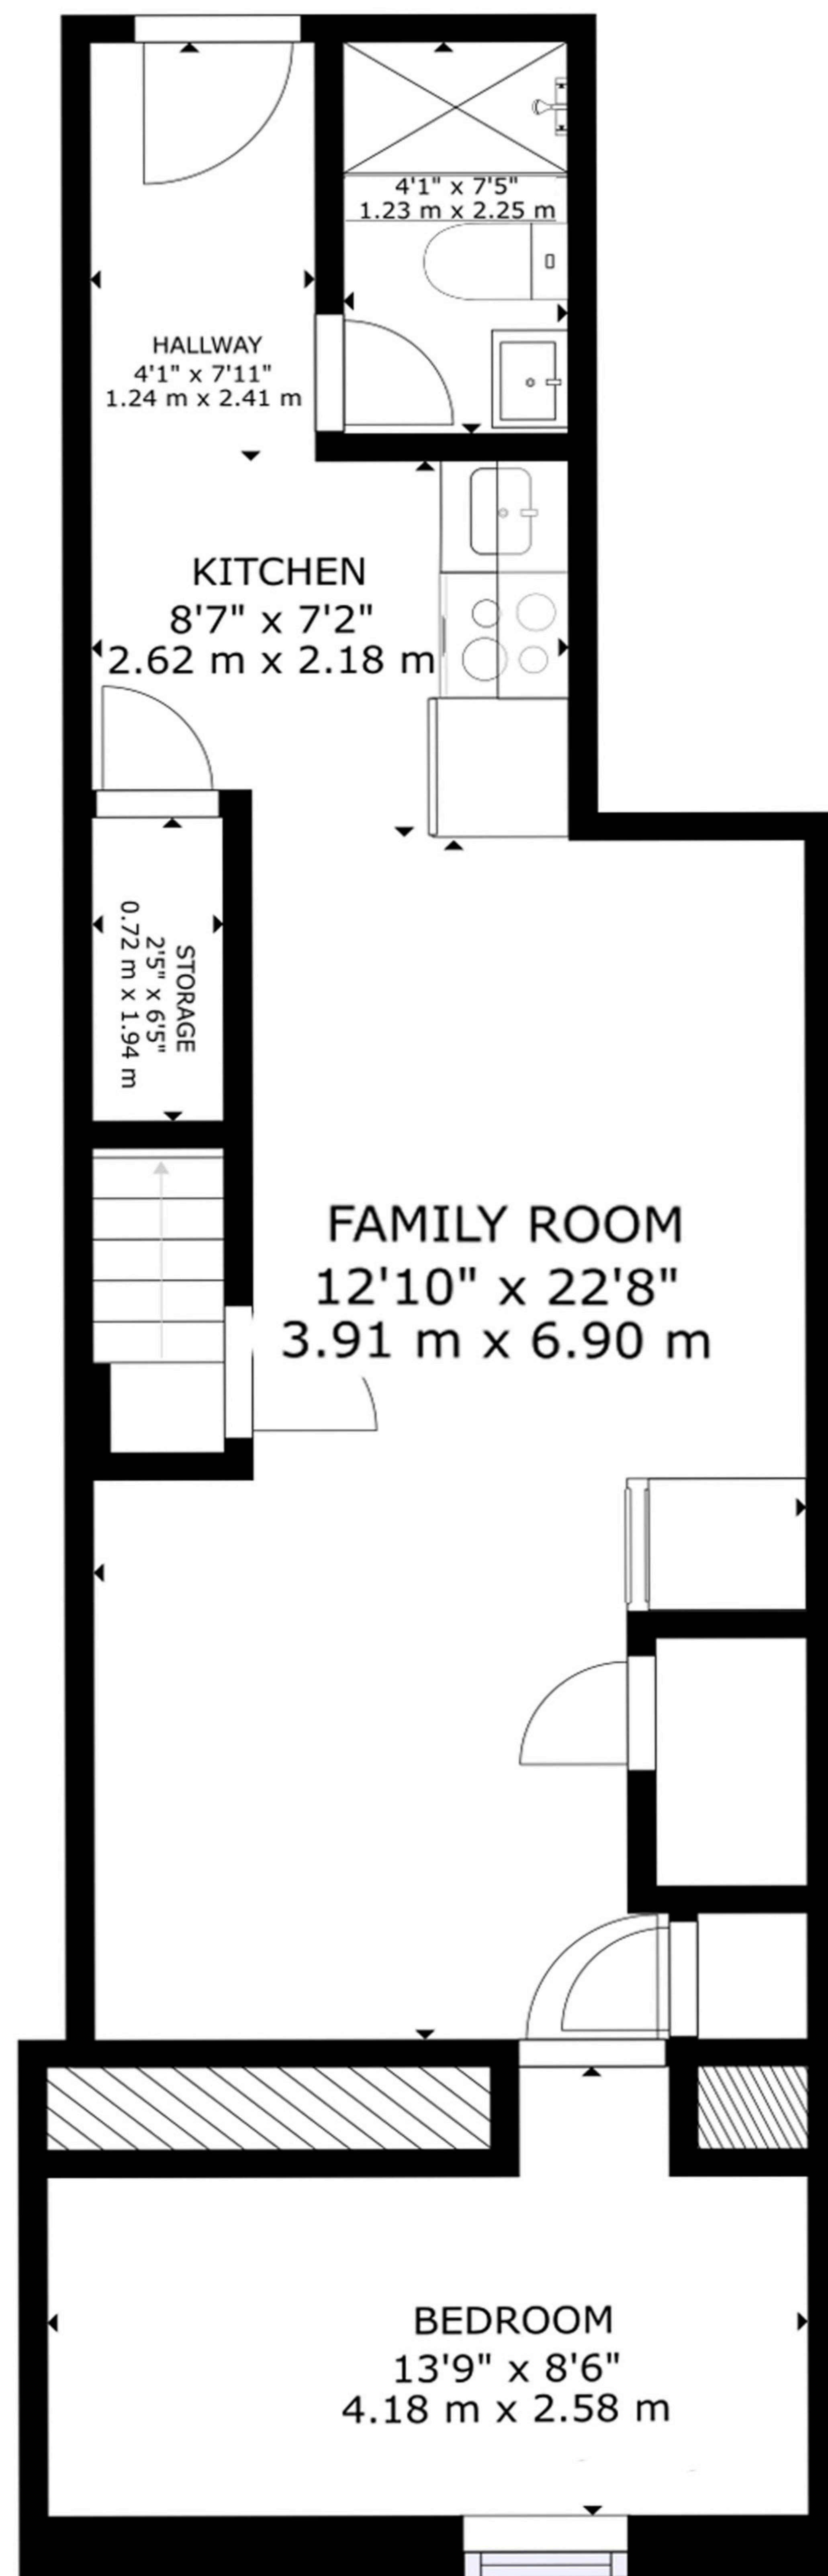 4'1" x 7'5"
1.23 m x 2.25 m
HALLWAY
4'1" x 7'11"
1.24 m x 2.41 m
KITCHEN
8'7" x 7'2"
2.62 m x 2.18 m
STORAGE
2'5" x 6'5"
0.72 m x 1.94 m
FAMILY ROOM
12'10" x 22'8"
3.91 m x 6.90 m
BEDROOM
13'9" x 8'6"
4.18 m x 2.58 m